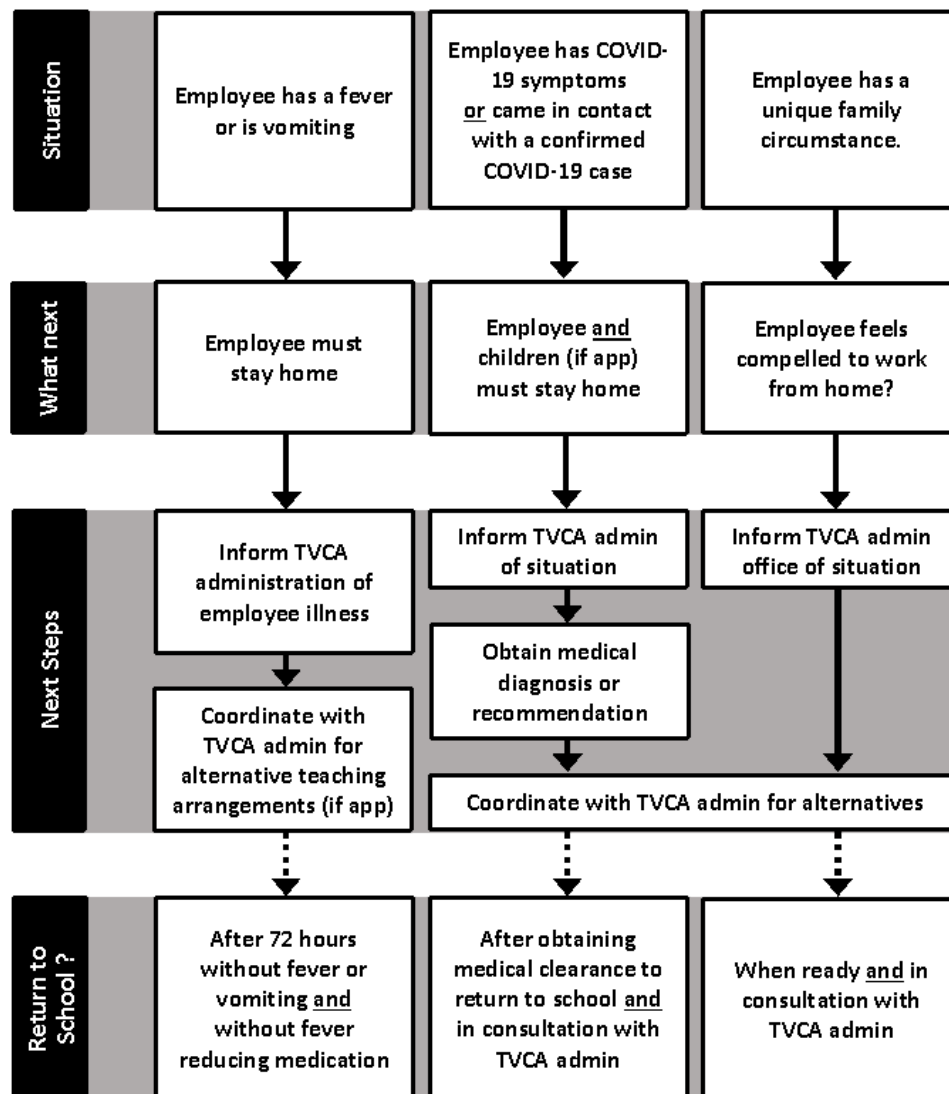 Situation
Employee has a fever
or is vomiting
Employee has COVID-
19 symptoms
or came in contact
with a confirmed
COVID-19 case
Employee has a
unique family
circumstance.
What next
Employee must
stay home
Employee and
children (if app)
must stay home
Employee feels
compelled to work
from home?
Next Steps
Inform TVCA
administration of
employee illness
Coordinate with
TVCA admin for
alternative teaching
arrangements (if app)
Inform TVCA admin
of situation
Obtain medical
diagnosis or
recommendation
Inform TVCA admin
office of situation
Coordinate with TVCA admin for alternatives
Return to
School ?
After 72 hours
without fever or
vomiting and
without fever
reducing medication
After obtaining
medical clearance to
return to school and
in consultation with
TVCA admin
When ready and in
consultation with
TVCA admin